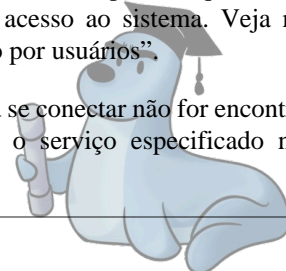 acesso ao sistema. Veja
o por usuários”.
se conectar não for encont
o serviço especificado